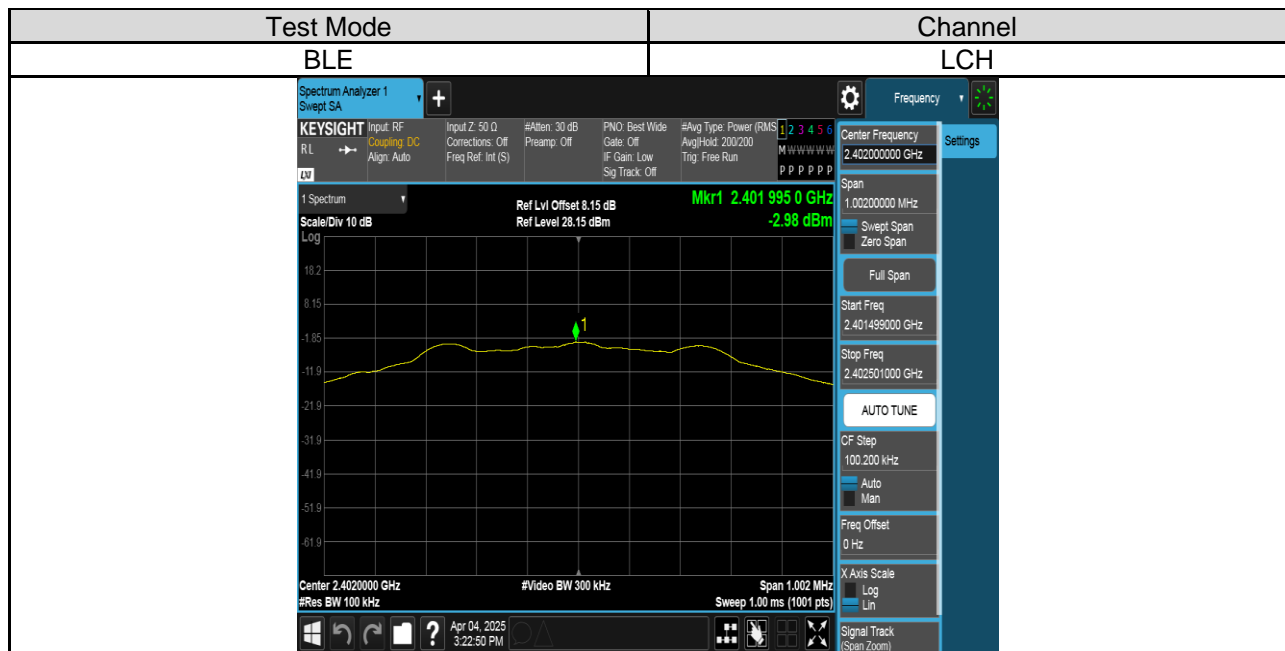 Test Mode Channel
BLE LCH
Spectrum Analyzer 1
Swept SA
+
Frequency
KEYSIGHT
RL
LXI
Input: RF
Coupling: DC
Align: Auto
Input Z: 50 Ω
Corrections: Off
Freq Ref: Int (S)
#Atten: 30 dB
Preamp: Off
PNO: Best Wide
Gate: Off
IF Gain: Low
Sig Track: Off
#Avg Type: Power (RMS
Avg|Hold: 200/200
Trig: Free Run
1 2 3 4 5 6
M W W W W W
P P P P P P
Center Frequency
2.402000000 GHz
Settings
Span
1.00200000 MHz
Swept Span
Zero Span
Full Span
Start Freq
2.401499000 GHz
Stop Freq
2.402501000 GHz
AUTO TUNE
CF Step
100.200 kHz
Auto
Man
Freq Offset
0 Hz
X Axis Scale
Log
Lin
Signal Track
(Span Zoom)
1 Spectrum
Scale/Div 10 dB
Log
Ref Lvl Offset 8.15 dB
Ref Level 28.15 dBm
Mkr1 2.401 995 0 GHz
-2.98 dBm
18.2
8.15
1
-1.85
-11.9
-21.9
-31.9
-41.9
-51.9
-61.9
Center 2.4020000 GHz
#Res BW 100 kHz
#Video BW 300 kHz
Span 1.002 MHz
Sweep 1.00 ms (1001 pts)
?
Apr 04, 2025
3:22:50 PM